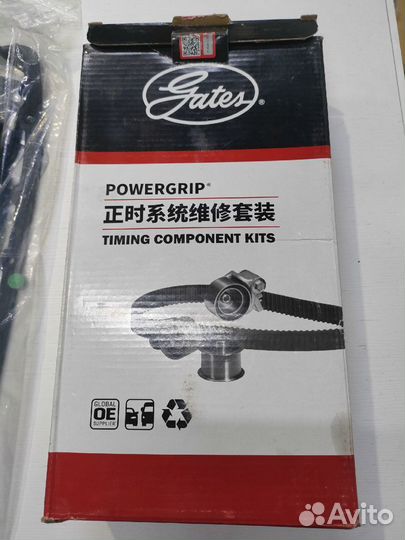 Gates®
POWERGRIP®
正时系统维修套装
TIMING COMPONENT KITS
GLOBAL
OE
SUPPLIER
Avito